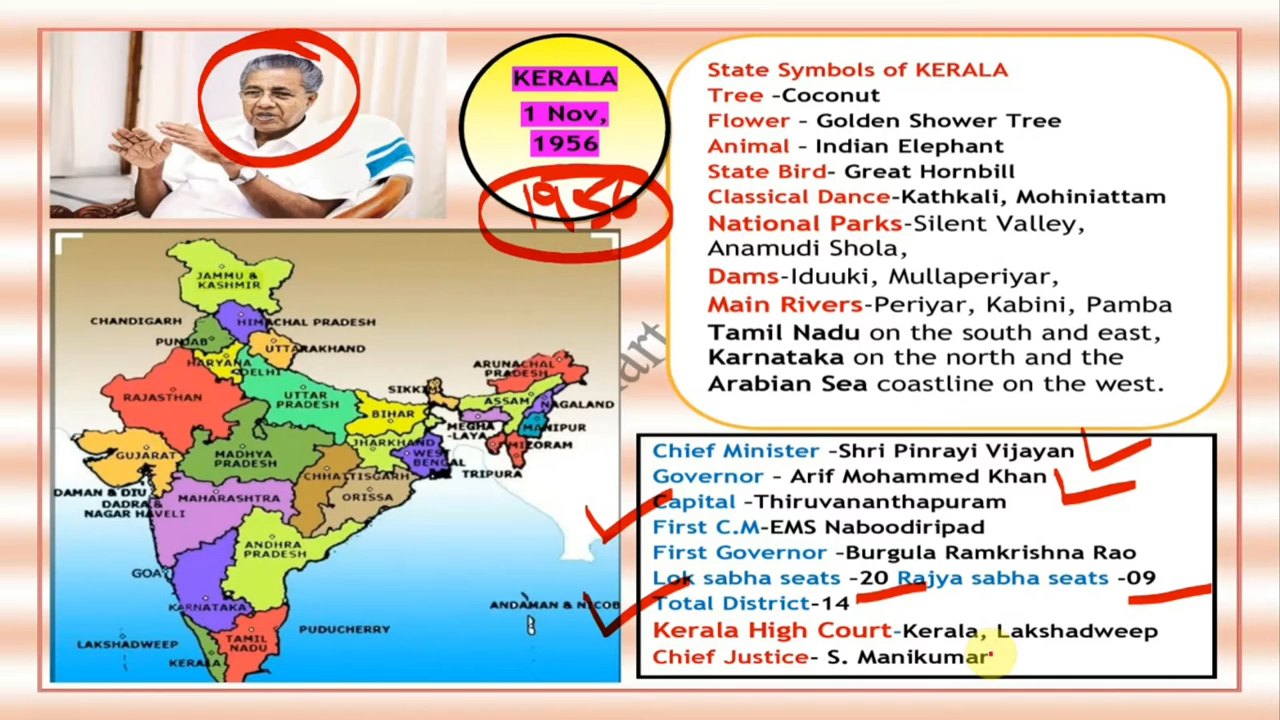 KERALA
1 Nov,
1956
1956
State Symbols of KERALA
Tree -Coconut
Flower - Golden Shower Tree
Animal - Indian Elephant
State Bird- Great Hornbill
Classical Dance-Kathkali, Mohiniattam
National Parks-Silent Valley,
Anamudi Shola,
Dams-Iduuki, Mullaperiyar,
Main Rivers-Periyar, Kabini, Pamba
Tamil Nadu on the south and east,
Karnataka on the north and the
Arabian Sea coastline on the west.
JAMMU &
KASHMIR
CHANDIGARH
HIMACHAL PRADESH
PUNJAB
UTTARAKHAND
HARYANA
DELHI
RAJASTHAN
UTTAR
PRADESH
SIKKIM
ARUNACHAL
PRADESH
ASSAM
NAGALAND
BIHAR
MEGHA
-LAYA
MANIPUR
MIZORAM
TRIPURA
GUJARAT
MADHYA
PRADESH
JHARKHAND
WEST
BENGAL
CHHATTISGARH
ORISSA
DAMAN & DIU
DADRA &
NAGAR HAVELI
MAHARASHTRA
ANDHRA
PRADESH
GOA
KARNATAKA
ANDAMAN & NICOB
PUDUCHERRY
LAKSHADWEEP
TAMIL
NADU
KERALA
Chief Minister -Shri Pinrayi Vijayan
Governor - Arif Mohammed Khan
Capital -Thiruvananthapuram
First C.M-EMS Naboodiripad
First Governor -Burgula Ramkrishna Rao
Lok sabha seats -20 Rajya sabha seats -09
Total District-14
Kerala High Court-Kerala, Lakshadweep
Chief Justice- S. Manikumar